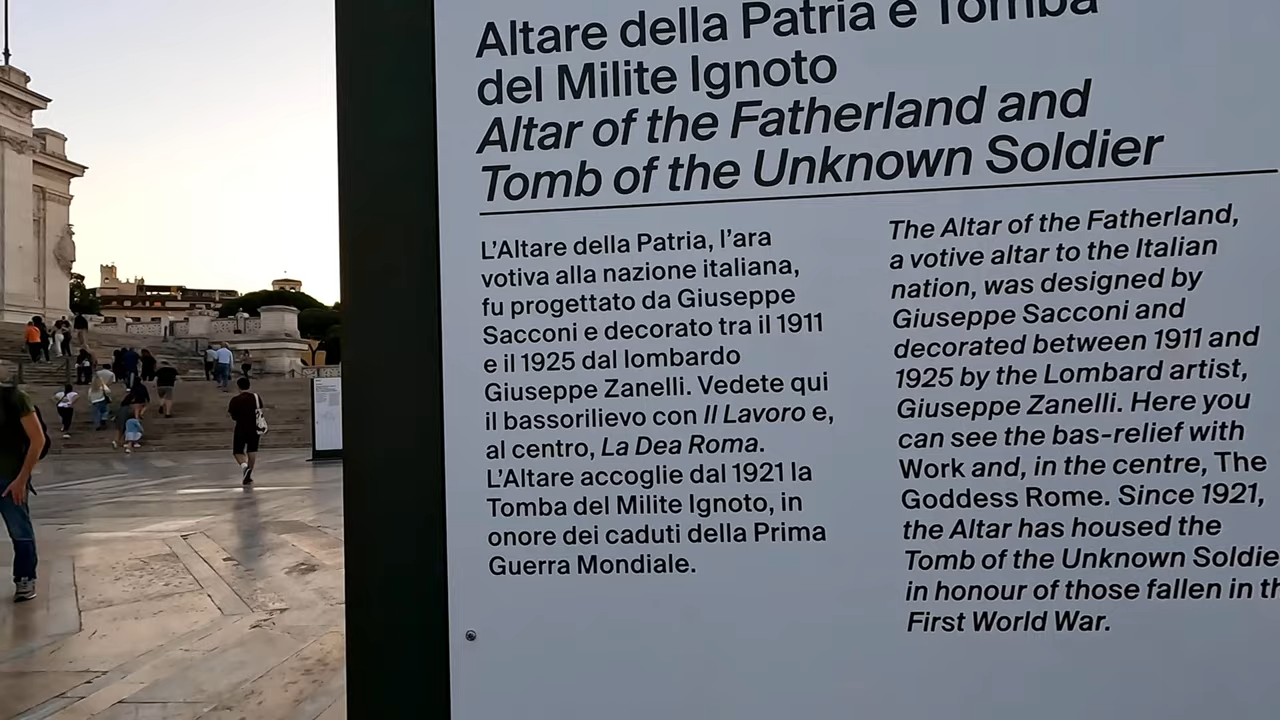 Altare della Patria e Tomba
del Milite Ignoto
Altar of the Fatherland and
Tomb of the Unknown Soldier
L'Altare della Patria, l'ara
votiva alla nazione italiana,
fu progettato da Giuseppe
Sacconi e decorato tra il 1911
e il 1925 dal lombardo
Giuseppe Zanelli. Vedete qui
il bassorilievo con Il Lavoro e,
al centro, La Dea Roma.
L'Altare accoglie dal 1921 la
Tomba del Milite Ignoto, in
onore dei caduti della Prima
Guerra Mondiale.
The Altar of the Fatherland,
a votive altar to the Italian
nation, was designed by
Giuseppe Sacconi and
decorated between 1911 and
1925 by the Lombard artist,
Giuseppe Zanelli. Here you
can see the bas-relief with
Work and, in the centre, The
Goddess Rome. Since 1921,
the Altar has housed the
Tomb of the Unknown Soldie
in honour of those fallen in th
First World War.